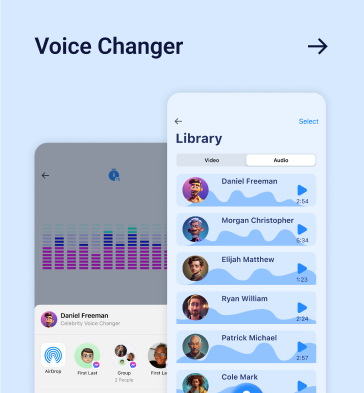 Voice Changer
Select
Library
Video
Audio
Daniel Freeman
2:54
Morgan Christopher
5:34
Elijah Matthew
1:23
Ryan William
2:24
Patrick Michael
2:57
Cole Mark
Daniel Freeman
Celebrity Voice Changer
AirDrop
First Last
Group
2 People
First Las